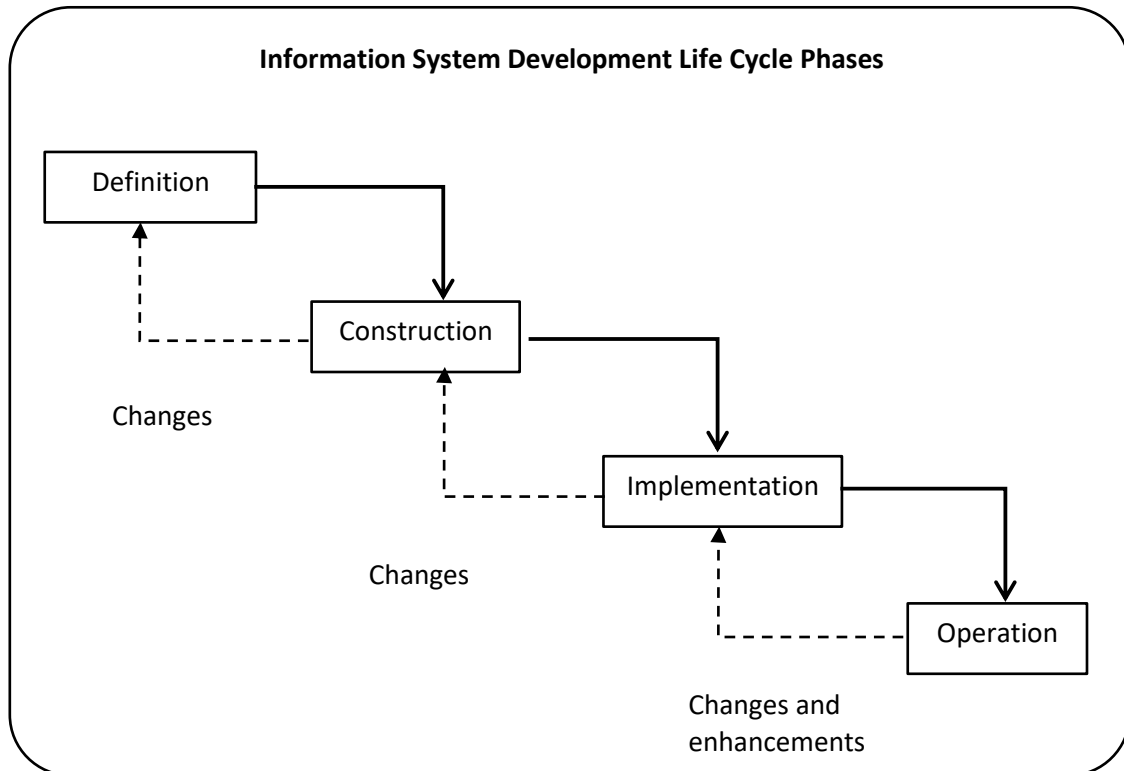 Information System Development Life Cycle Phases
Definition
Construction
Changes
Implementation
Changes
Operation
Changes and
enhancements